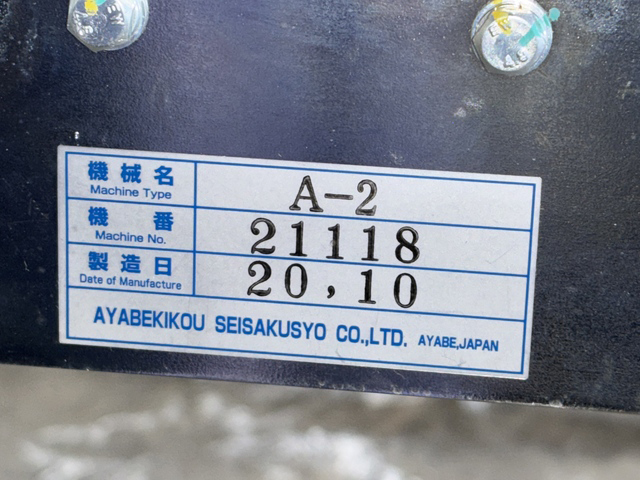 機械名 A-2
Machine Type
機 番 21118
Machine No.
製造日 20,10
Date of Manufacture
AYABEKIKOU SEISAKUSYO CO.,LTD. AYABE,JAPAN